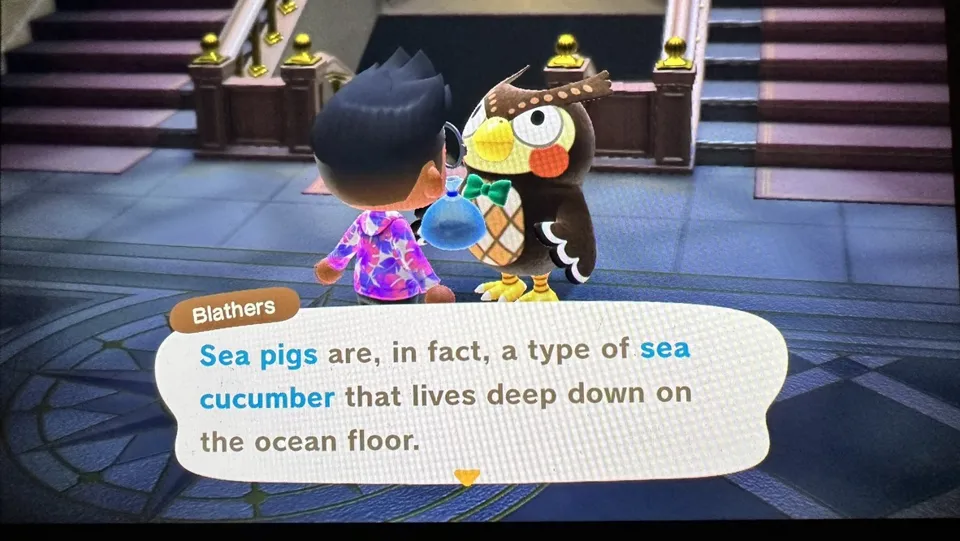 Blathers
Sea pigs are, in fact, a type of sea
cucumber that lives deep down on
the ocean floor.